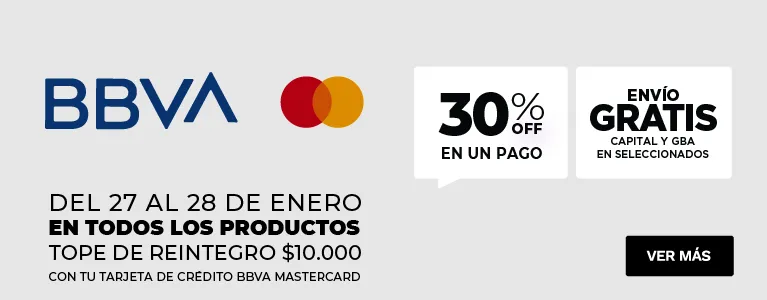 BBVA
30% OFF
EN UN PAGO
ENVÍO
GRATIS
CAPITAL Y GBA
EN SELECCIONADOS
DEL 27 AL 28 DE ENERO
EN TODOS LOS PRODUCTOS
TOPE DE REINTEGRO $10.000
CON TU TARJETA DE CRÉDITO BBVA MASTERCARD
VER MÁS